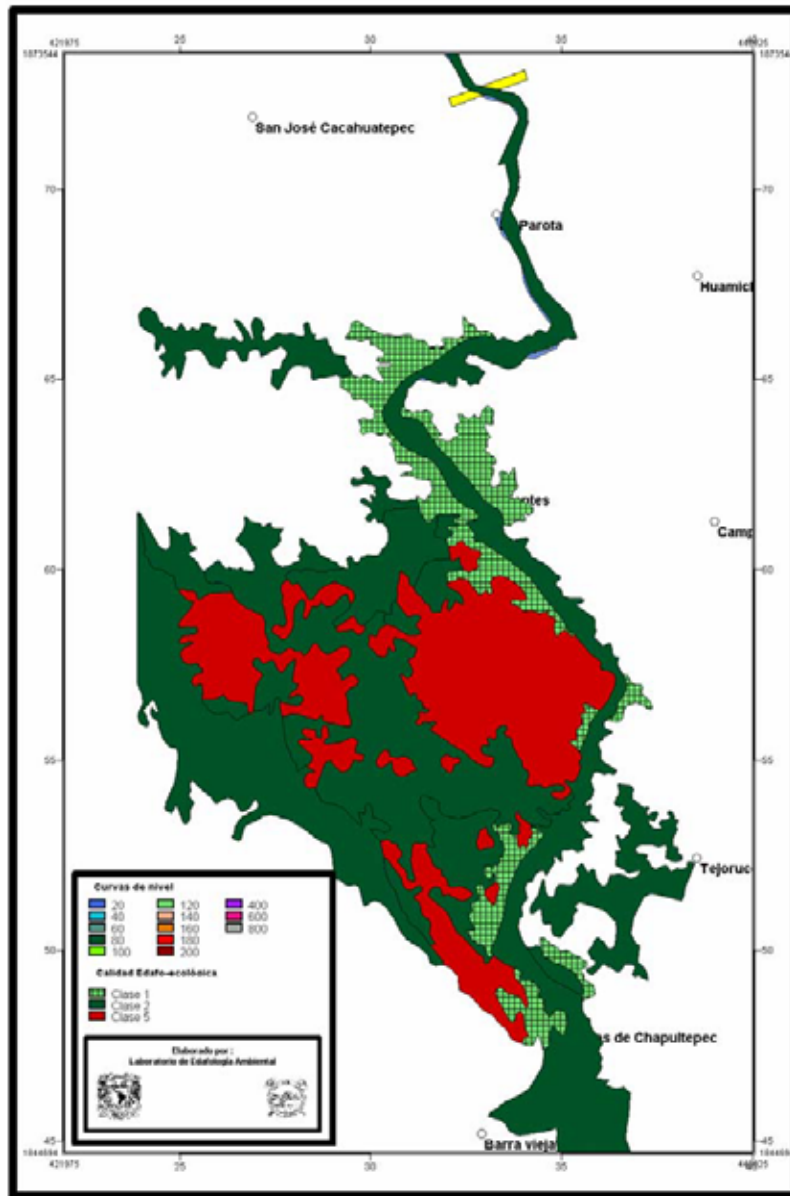 421975 25 30 35
1873544 1873544
San José Cacahuatepec
70 70
Parota
Huamich
65 65
ntes
Camp
60 60
55 55
Tejoruc
Curvas de nivel
20 120 400
40 140 600
60 160 800
80 180
100 200
50 50
Calidad Edafo-ecológica
Clase 1
Clase 2
Clase 5
Elaborado por :
Laboratorio de Edafología Ambiental
as de Chapultepec
45 45
Barra vieja
421975 25 30 35